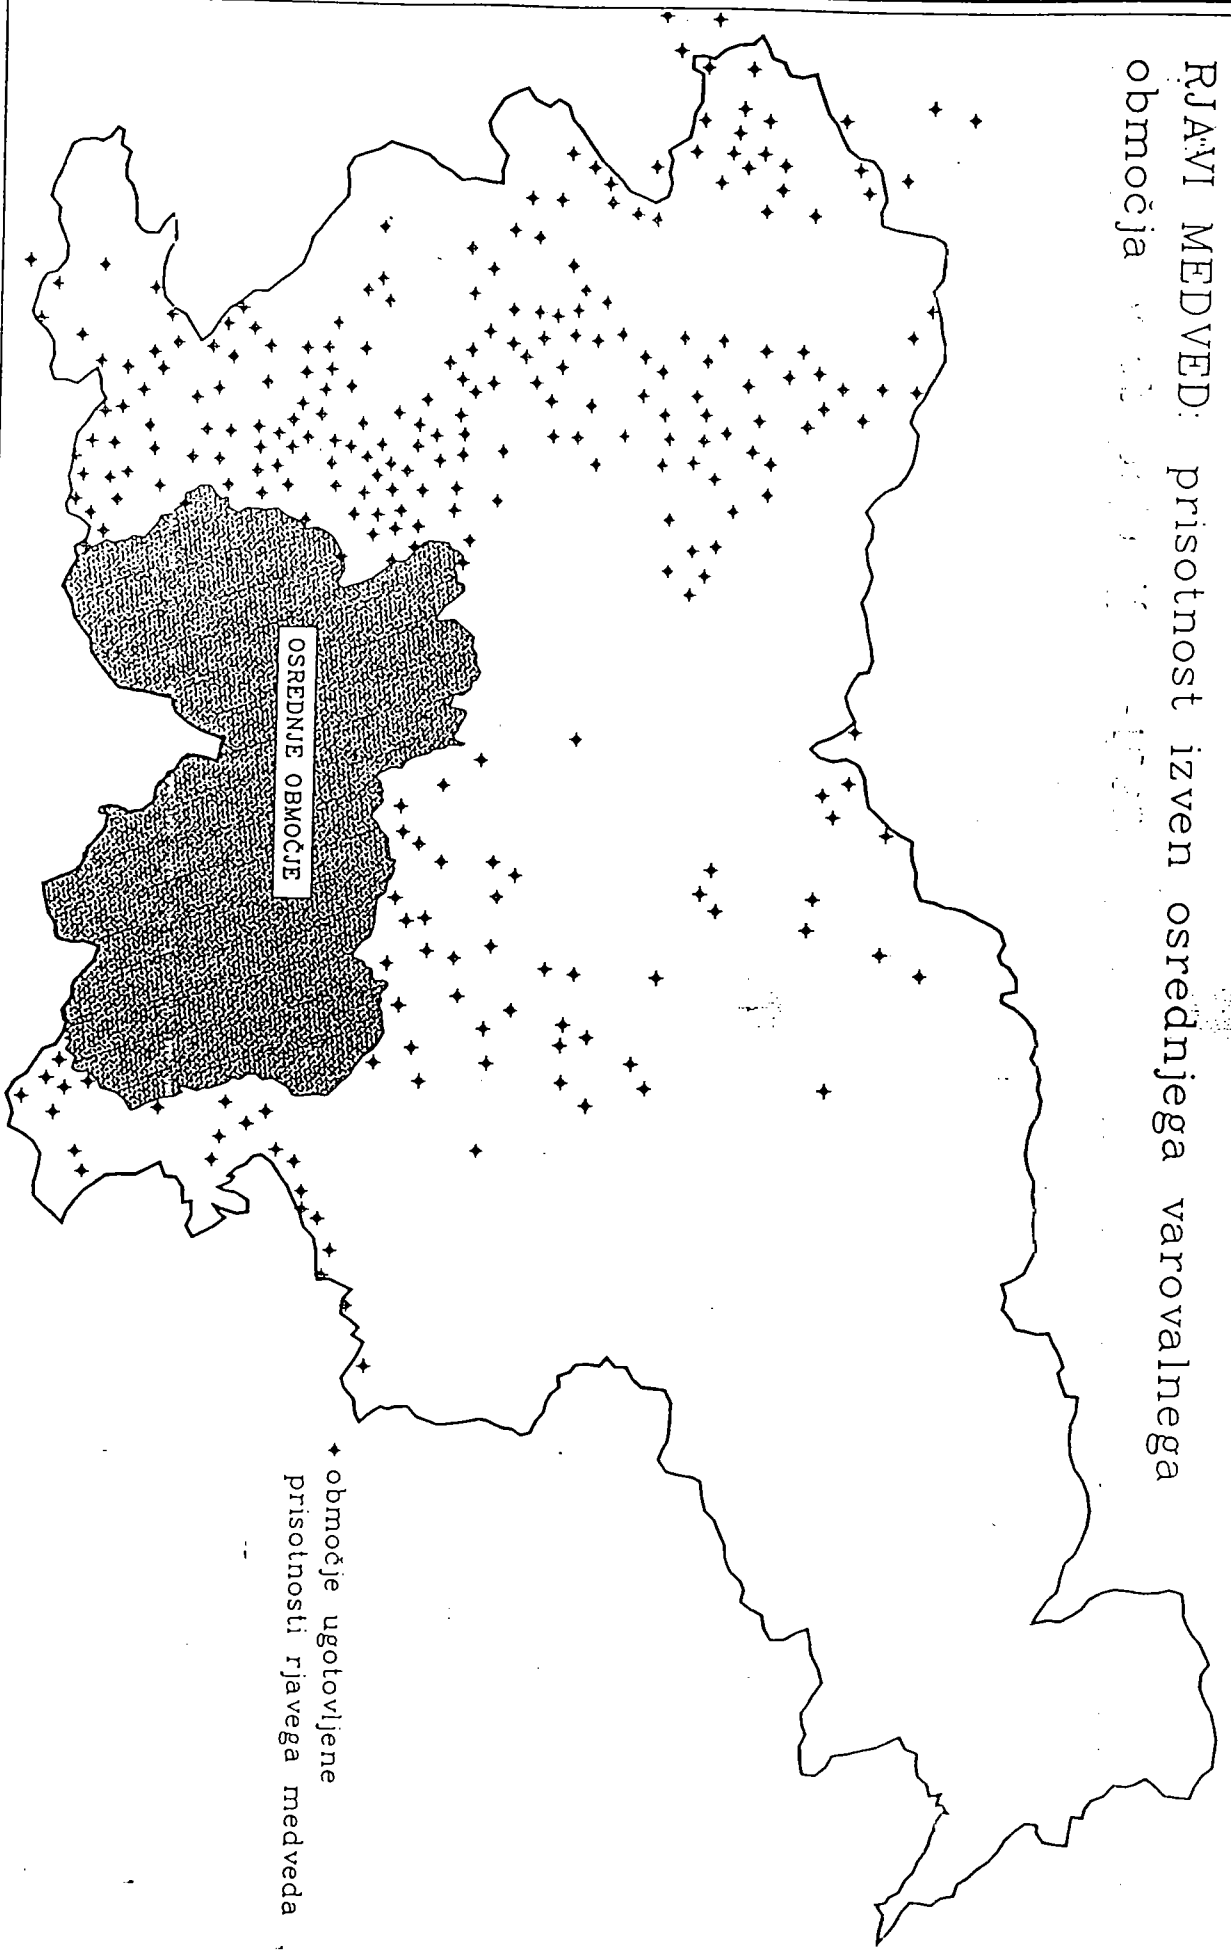 RJAVI MEDVED: prisotnost izven osrednjega varovalnega
območja
OSREDNJE OBMOČJE
območje ugotovljene
prisotnosti rjavega medveda